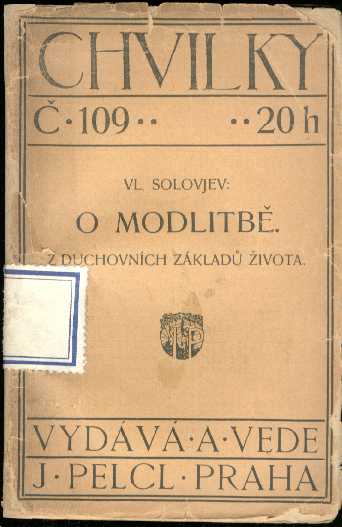 CHVILKY
Č·109·· ··20 h
VL. SOLOVJEV:
O MODLITBĚ.
Z DUCHOVNÍCH ZÁKLADŮ ŽIVOTA.
VYDÁVÁ·A·VEDE
J·PELCL·PRAHA